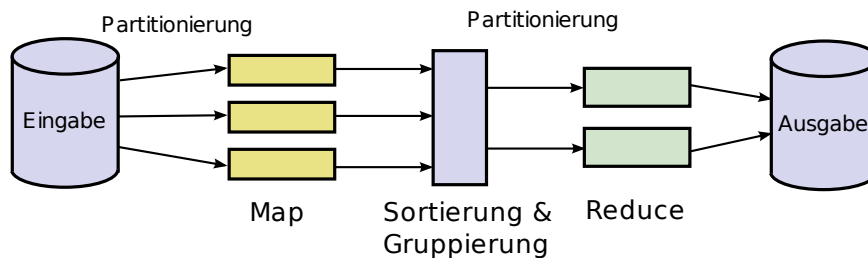 Partitionierung
Partitionierung
Eingabe
Ausgabe
Map
Sortierung &
Gruppierung
Reduce